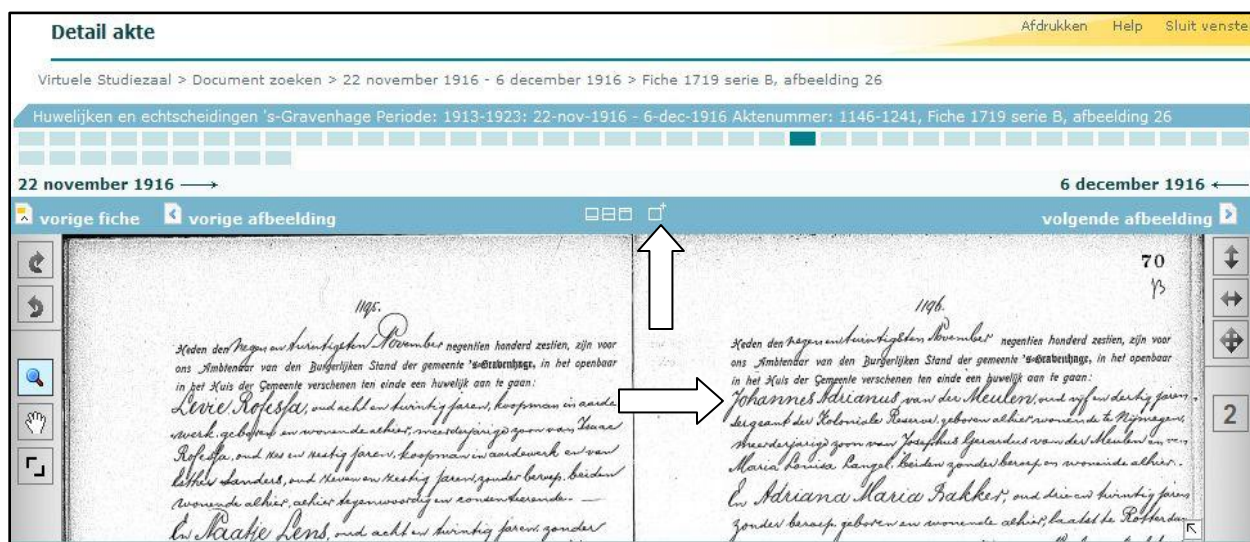 Detail akte
Afdrukken Help Sluit venste
Virtuele Studiezaal > Document zoeken > 22 november 1916 - 6 december 1916 > Fiche 1719 serie B, afbeelding 26
Huwelijken en echtscheidingen 's-Gravenhage Periode: 1913-1923: 22-nov-1916 - 6-dec-1916 Aktenummer: 1146-1241, Fiche 1719 serie B, afbeelding 26
22 november 1916 →
6 december 1916 ←
vorige fiche vorige afbeelding
volgende afbeelding
1195.
Heden den Negen en twintigsten November negentien honderd zestien, zijn voor
ons Ambtenaar van den Burgerlijken Stand der gemeente 's-Gravenhage, in het openbaar
in het Huis der Gemeente verschenen ten einde een huwelijk aan te gaan:
Levie Rofessa, oud acht en twintig jaren, koopman in aarde
werk, geboren en wonende alhier, meerderjarige zoon van Isaac
Rofessa, oud zes en zestig jaren, koopman in aardewerk en van
Esther Sanders, oud zeven en zestig jaren, zonder beroep, beiden
wonende alhier, alhier tegenwoordig en consenteerende. —
En Naatje Lens, oud acht en twintig jaren, zonder
70
B
1196.
Heden den negen en twintigsten November negentien honderd zestien, zijn voor
ons Ambtenaar van den Burgerlijken Stand der gemeente 's-Gravenhage, in het openbaar
in het Huis der Gemeente verschenen ten einde een huwelijk aan te gaan:
Johannes Adrianus van der Meulen, oud vijf en dertig jaren,
Sergeant der Koloniale Reserve, geboren alhier, wonende te Nijmegen,
meerderjarige zoon van Josephus Gerardus van der Meulen en van
Maria Louisa Langel, beiden zonder beroep en wonende alhier.
En Adriana Maria Bakker, oud drie en twintig jaren
zonder beroep, geboren en wonende alhier, laatst te Rotterdam
2